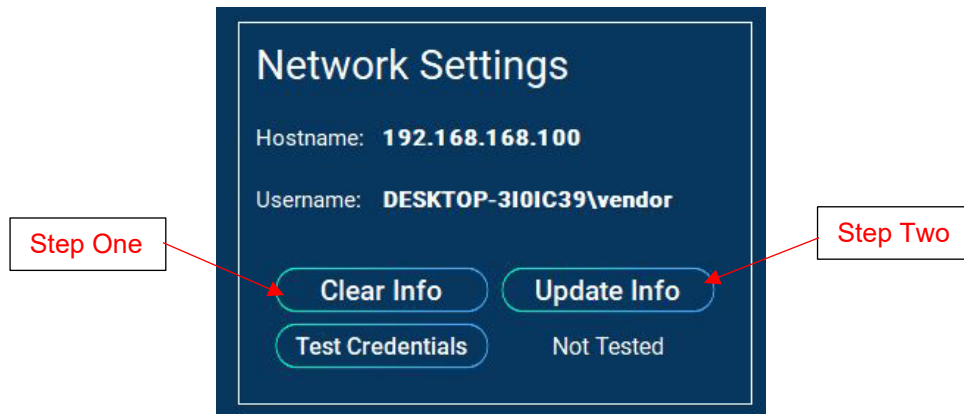 Network Settings
Hostname: 192.168.168.100
Username: DESKTOP-3I0IC39\vendor
Step One
Step Two
Clear Info
Update Info
Test Credentials
Not Tested